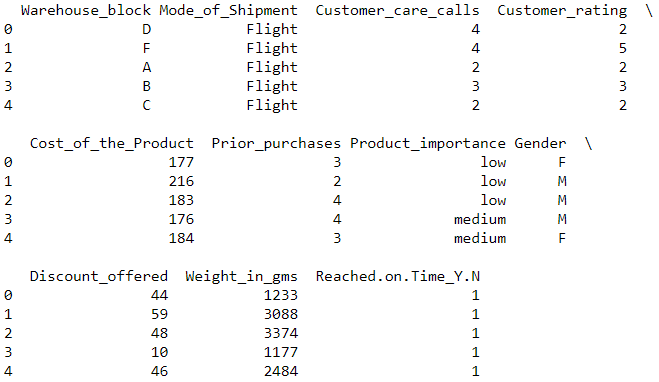 Warehouse_block Mode_of_Shipment Customer_care_calls Customer_rating \
0 D Flight 4 2
1 F Flight 4 5
2 A Flight 2 2
3 B Flight 3 3
4 C Flight 2 2
Cost_of_the_Product Prior_purchases Product_importance Gender \
0 177 3 low F
1 216 2 low M
2 183 4 low M
3 176 4 medium M
4 184 3 medium F
Discount_offered Weight_in_gms Reached.on.Time_Y.N
0 44 1233 1
1 59 3088 1
2 48 3374 1
3 10 1177 1
4 46 2484 1